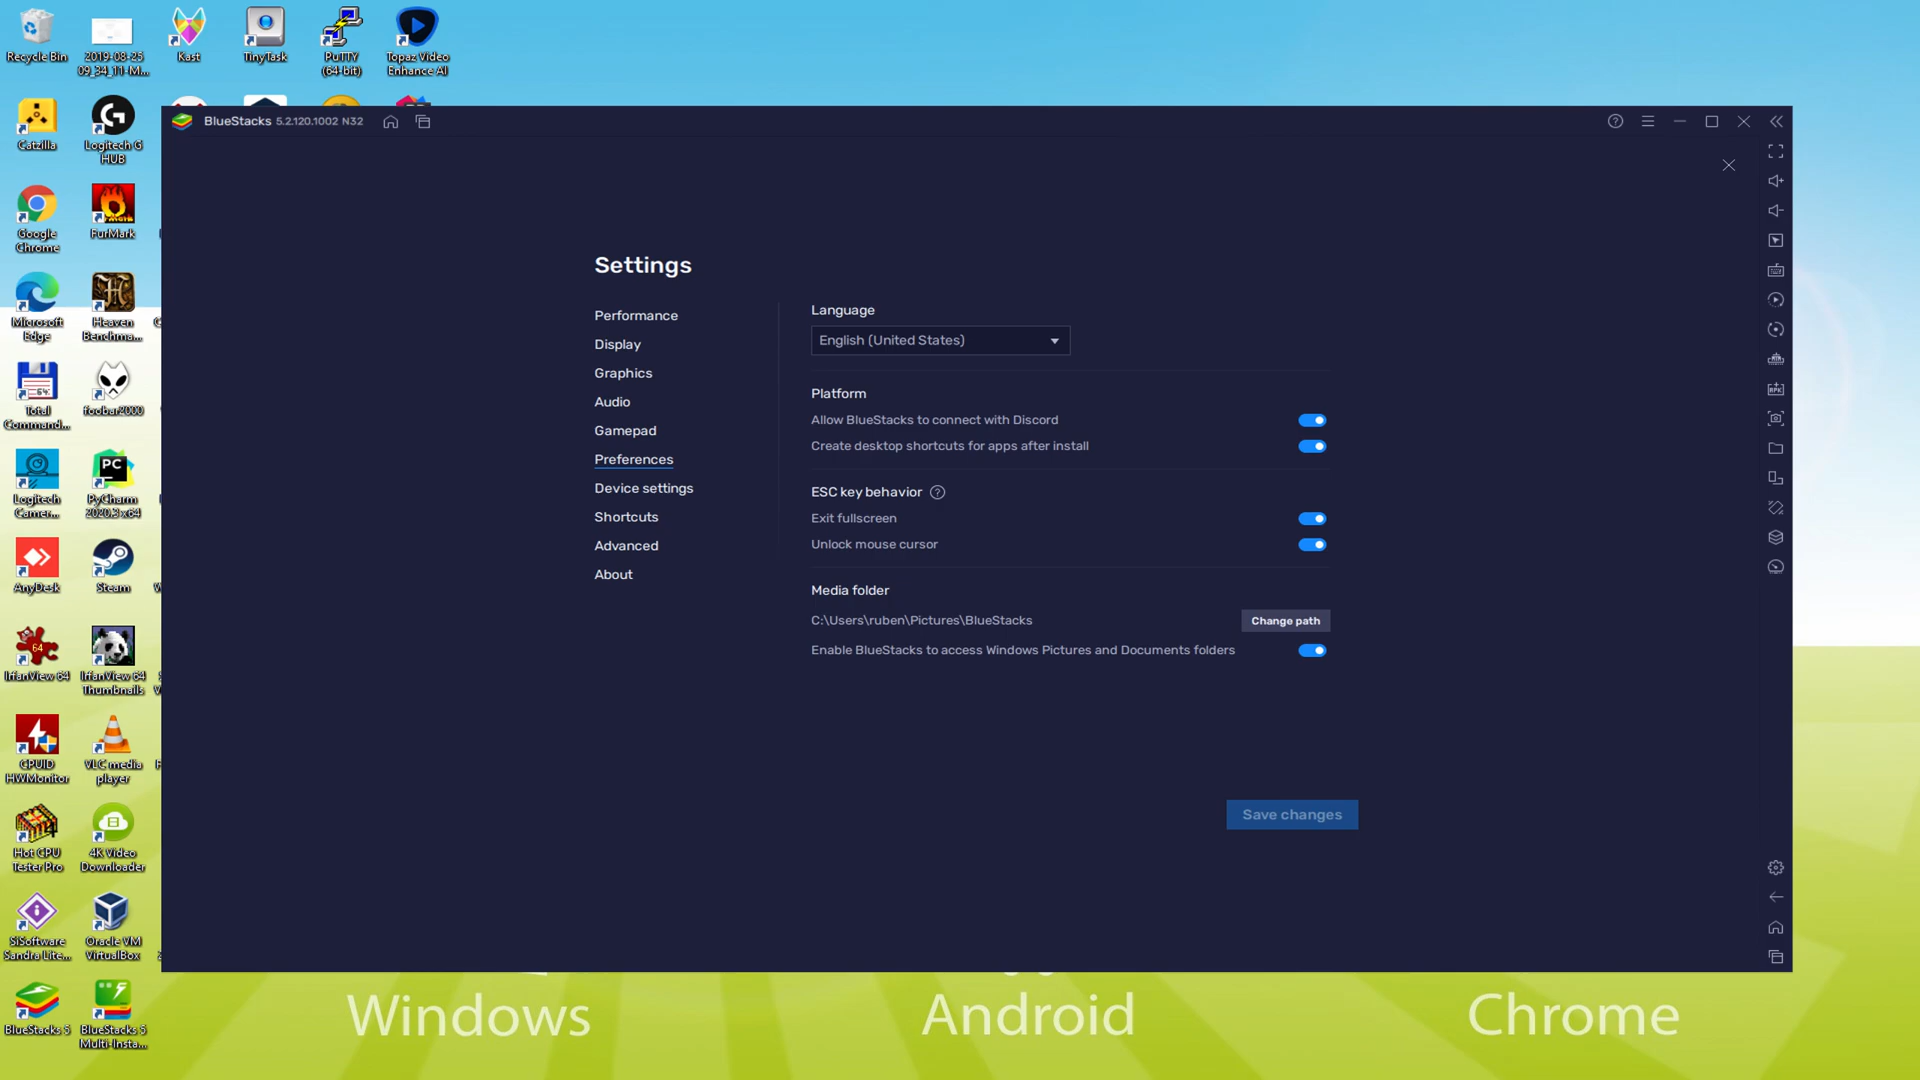 Recycle Bin
2019-08-25
09_34_11-M...
Kast
TinyTask
PuTTY
(64-bit)
Topaz Video
Enhance AI
Catzilla
Logitech G
HUB
Google
Chrome
FurMark
Microsoft
Edge
Heaven
Benchma...
Total
Command...
foobar2000
Logitech
Camer...
PyCharm
2020.3 x64
AnyDesk
Steam
IrfanView 64
IrfanView 64
Thumbnails
CPUID
HWMonitor
VLC media
player
Hot CPU
Tester Pro
4K Video
Downloader
SiSoftware
Sandra Lite...
Oracle VM
VirtualBox
BlueStacks 5
BlueStacks 5
Multi-Insta...
BlueStacks 5.2.120.1002 N32
Settings
Performance
Display
Graphics
Audio
Gamepad
Preferences
Device settings
Shortcuts
Advanced
About
Language
English (United States)
Platform
Allow BlueStacks to connect with Discord
Create desktop shortcuts for apps after install
ESC key behavior
Exit fullscreen
Unlock mouse cursor
Media folder
C:\Users\ruben\Pictures\BlueStacks
Change path
Enable BlueStacks to access Windows Pictures and Documents folders
Save changes
Windows
Android
Chrome